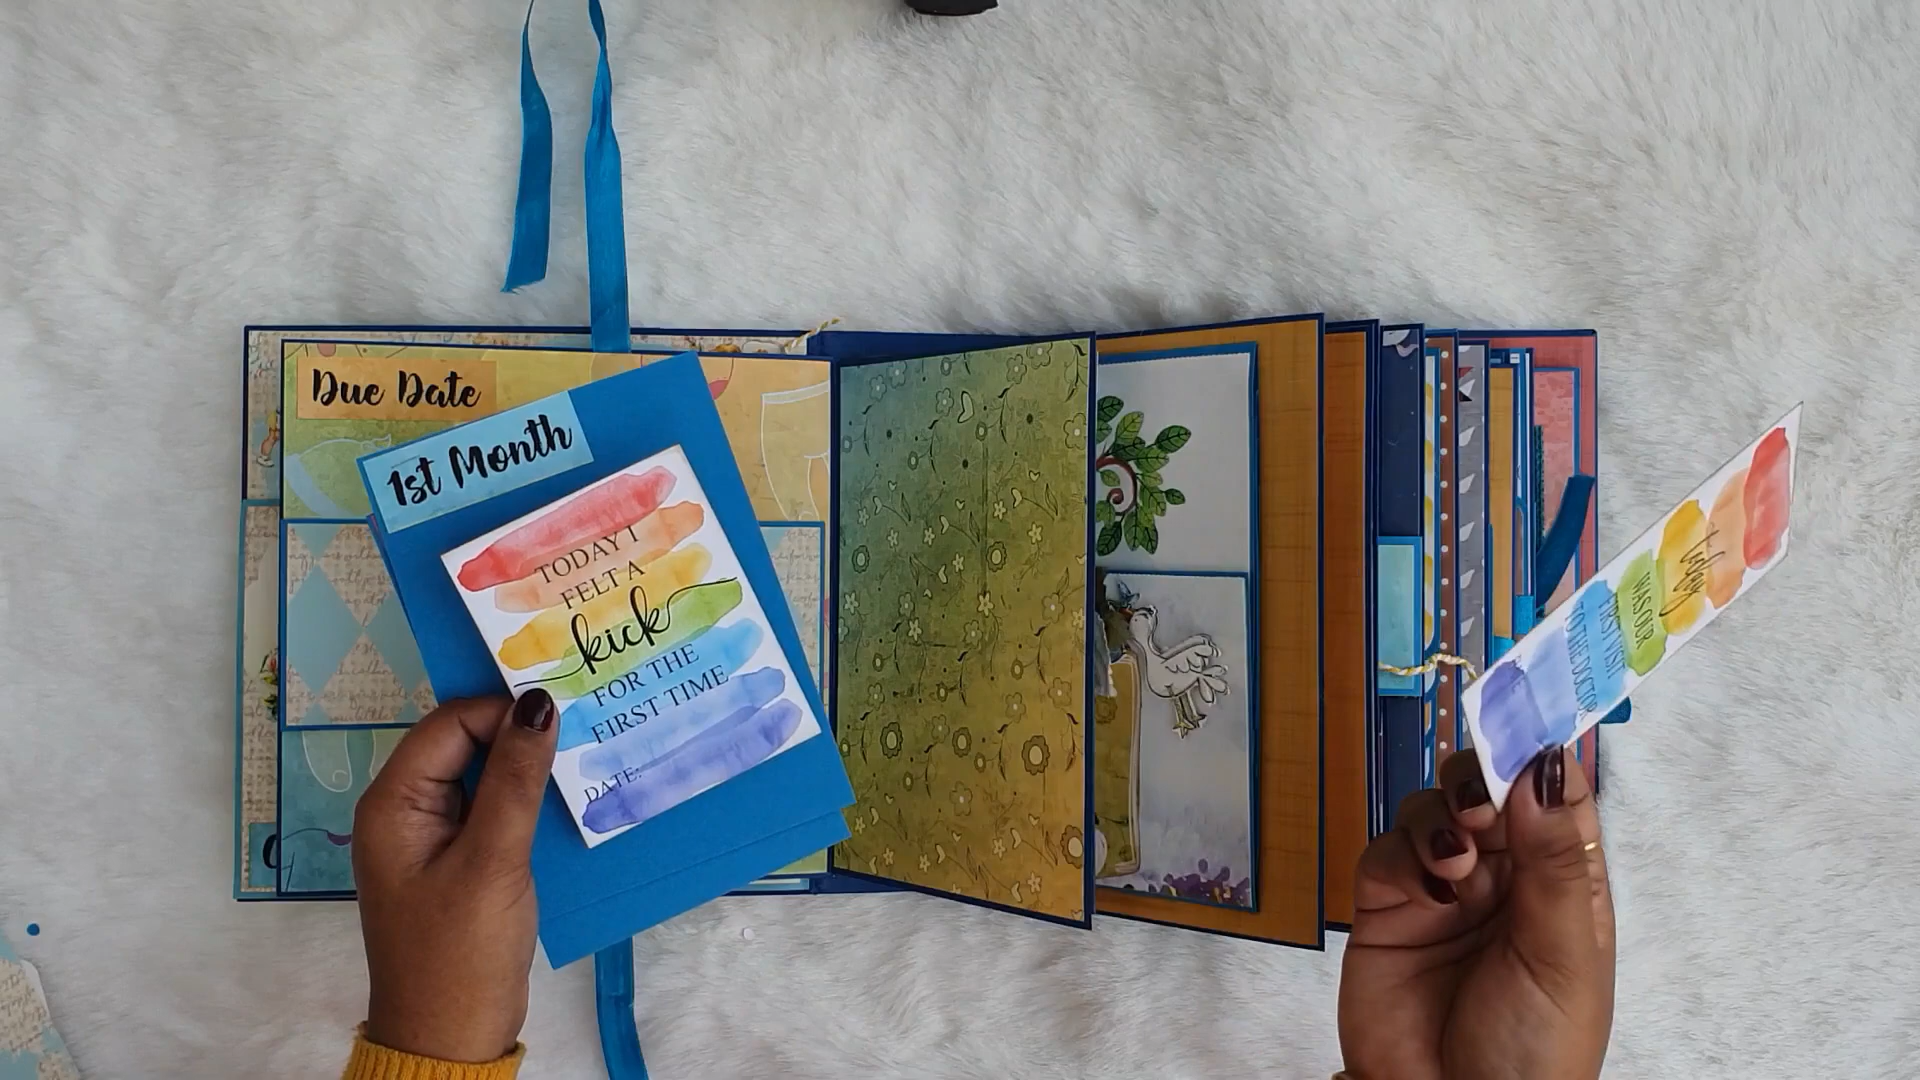 Due Date
1st Month
TODAY I
FELT A
kick
FOR THE
FIRST TIME
DATE:
Today
WAS OUR
FIRST VISIT
TO THE DOCTOR